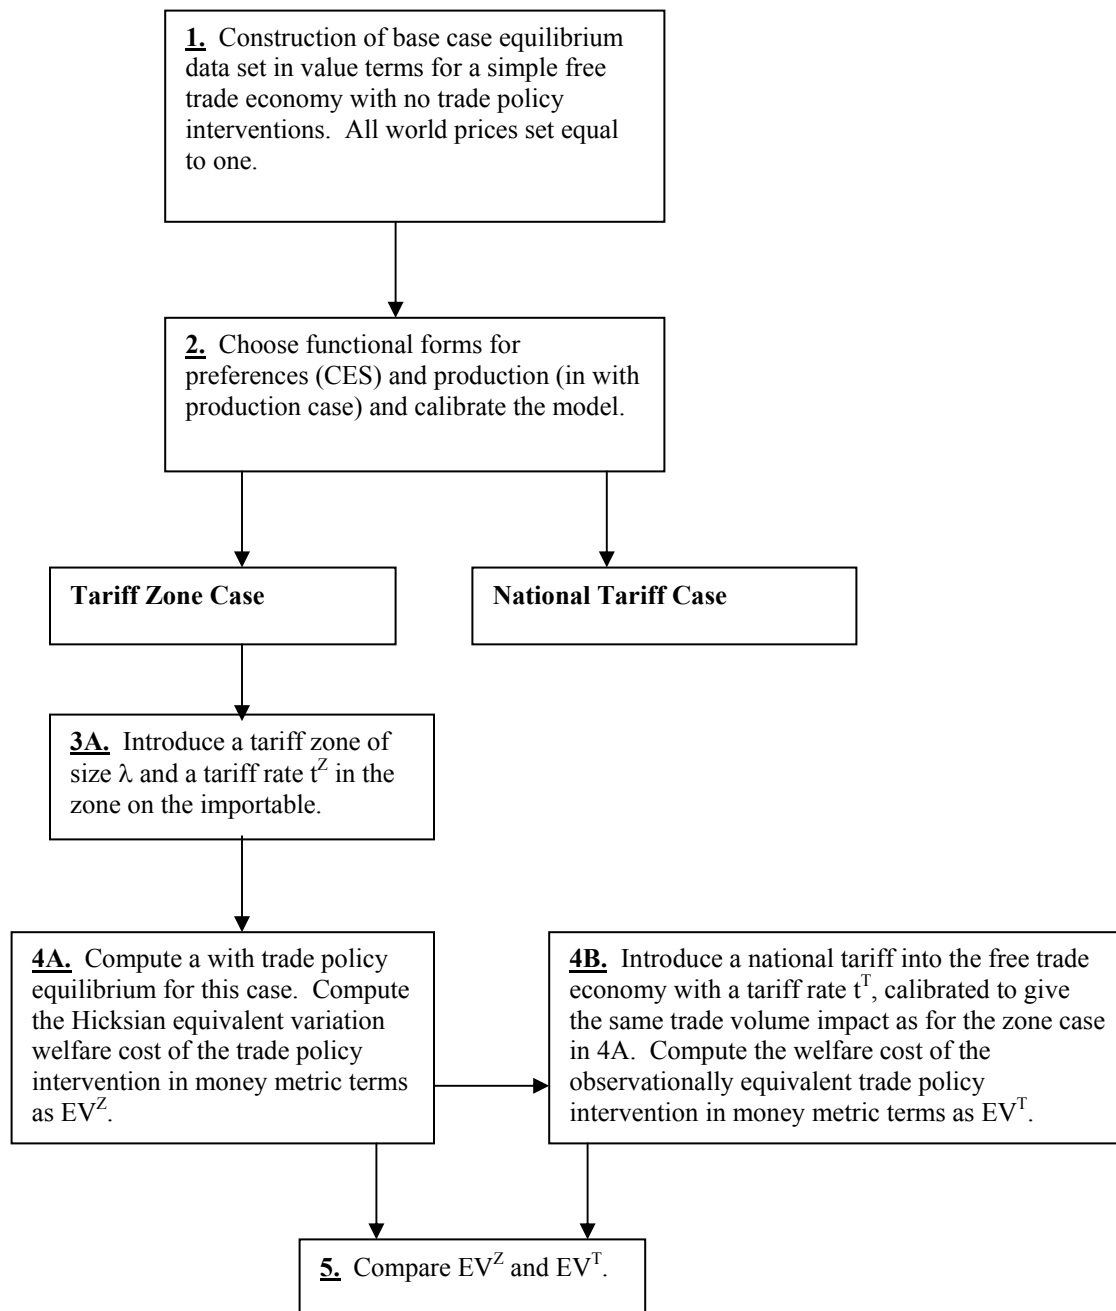 1. Construction of base case equilibrium
data set in value terms for a simple free
trade economy with no trade policy
interventions. All world prices set equal
to one.
2. Choose functional forms for
preferences (CES) and production (in with
production case) and calibrate the model.
Tariff Zone Case
National Tariff Case
3A. Introduce a tariff zone of
size λ and a tariff rate t^Z in the
zone on the importable.
4A. Compute a with trade policy
equilibrium for this case. Compute
the Hicksian equivalent variation
welfare cost of the trade policy
intervention in money metric terms
as EV^Z.
4B. Introduce a national tariff into the free trade
economy with a tariff rate t^T, calibrated to give
the same trade volume impact as for the zone case
in 4A. Compute the welfare cost of the
observationally equivalent trade policy
intervention in money metric terms as EV^T.
5. Compare EV^Z and EV^T.